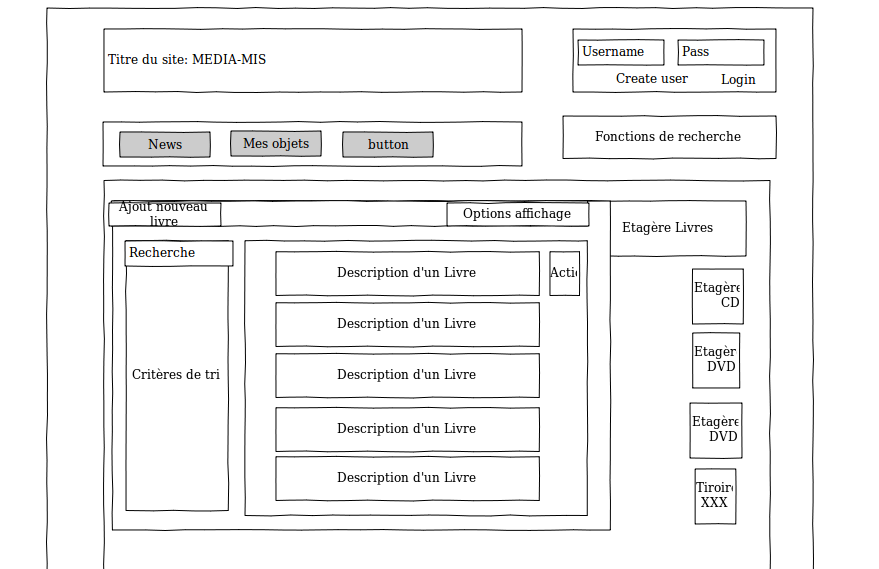 Titre du site: MEDIA-MIS
Username
Pass
Create user
Login
News
Mes objets
button
Fonctions de recherche
Ajout nouveau
livre
Options affichage
Etagère Livres
Recherche
Critères de tri
Description d'un Livre
Description d'un Livre
Description d'un Livre
Description d'un Livre
Description d'un Livre
Etagère
CD
Etagèr
DVD
Etagère
DVD
Tiroir
XXX